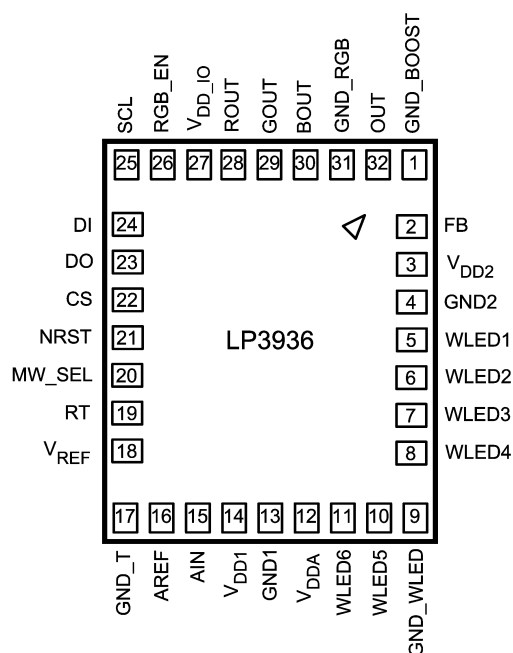 SCL RGB_EN VDD_IO ROUT GOUT BOUT GND_RGB OUT GND_BOOST
25 26 27 28 29 30 31 32 1
DI 24 2 FB
DO 23 3 VDD2
CS 22 4 GND2
NRST 21 LP3936 5 WLED1
MW_SEL 20 6 WLED2
RT 19 7 WLED3
VREF 18 8 WLED4
17 16 15 14 13 12 11 10 9
GND_T AREF AIN VDD1 GND1 VDDA WLED6 WLED5 GND_WLED